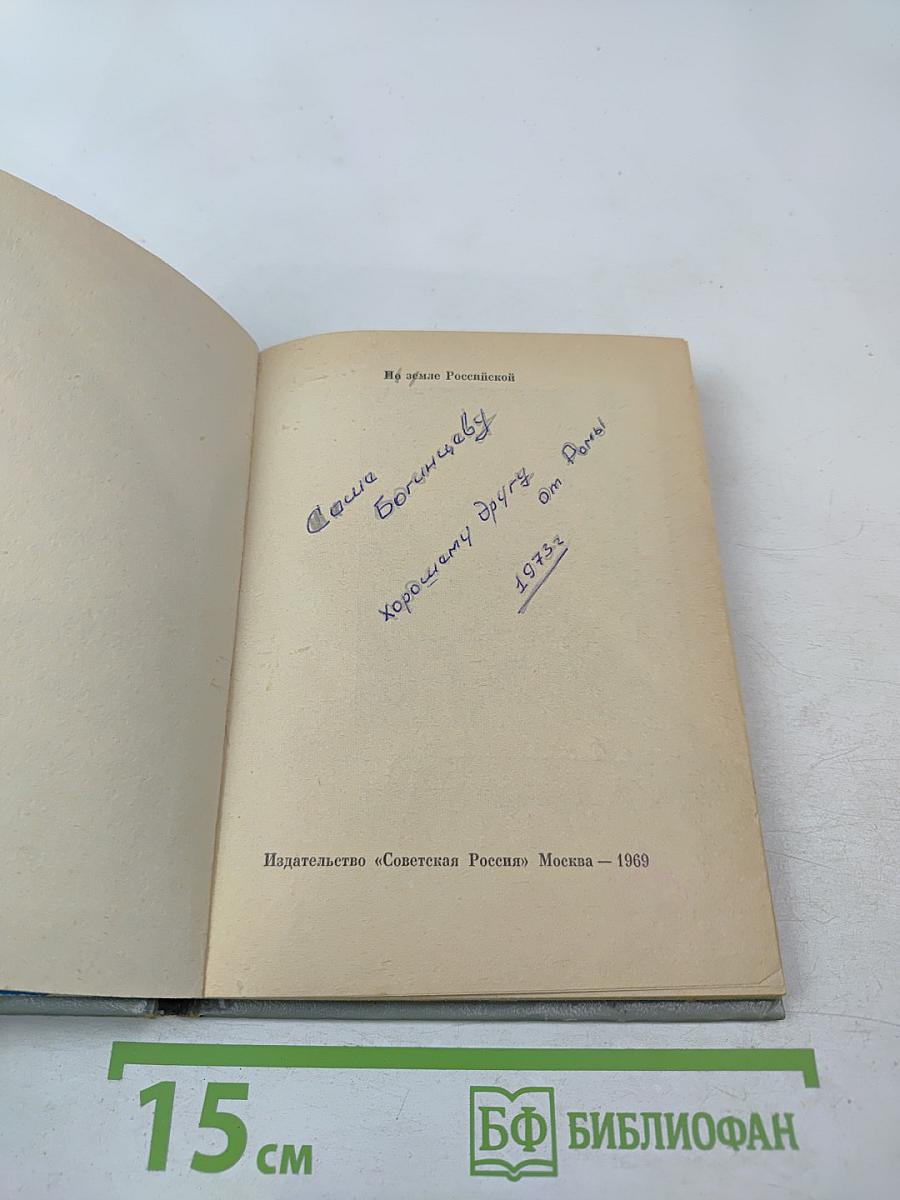 По земле Российской
Саше
Богинцеву
Хорошему другу
от Ромы
1973г
Издательство «Советская Россия» Москва — 1969
15 см
БФ БИБЛИОФАН